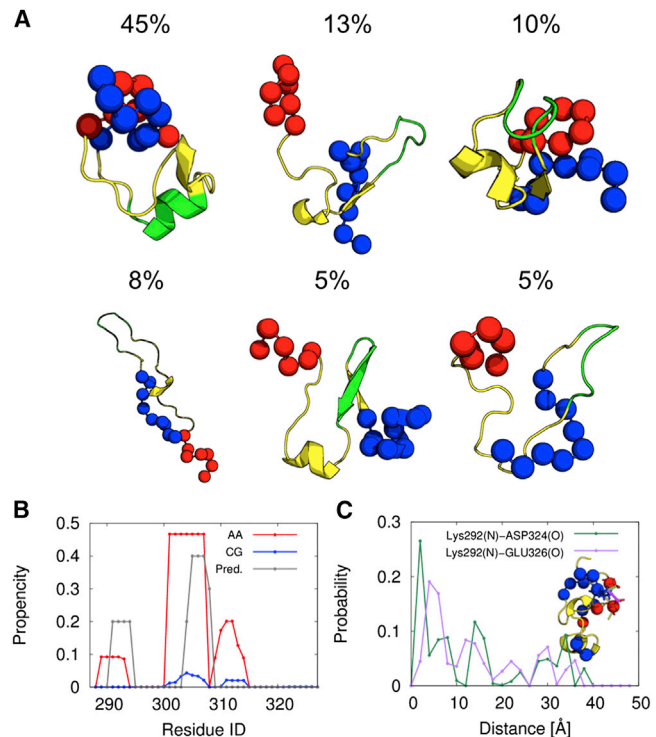 A
45% 13% 10%
8% 5% 5%
B
0.5
0.4
0.3
0.2
0.1
0
Propencity
AA
CG
Pred.
290 300 310 320
Residue ID
C
0.3
0.2
0.1
0
Probability
Lys292(N)-ASP324(O)
Lys292(N)-GLU326(O)
0 10 20 30 40 50
Distance [Å]